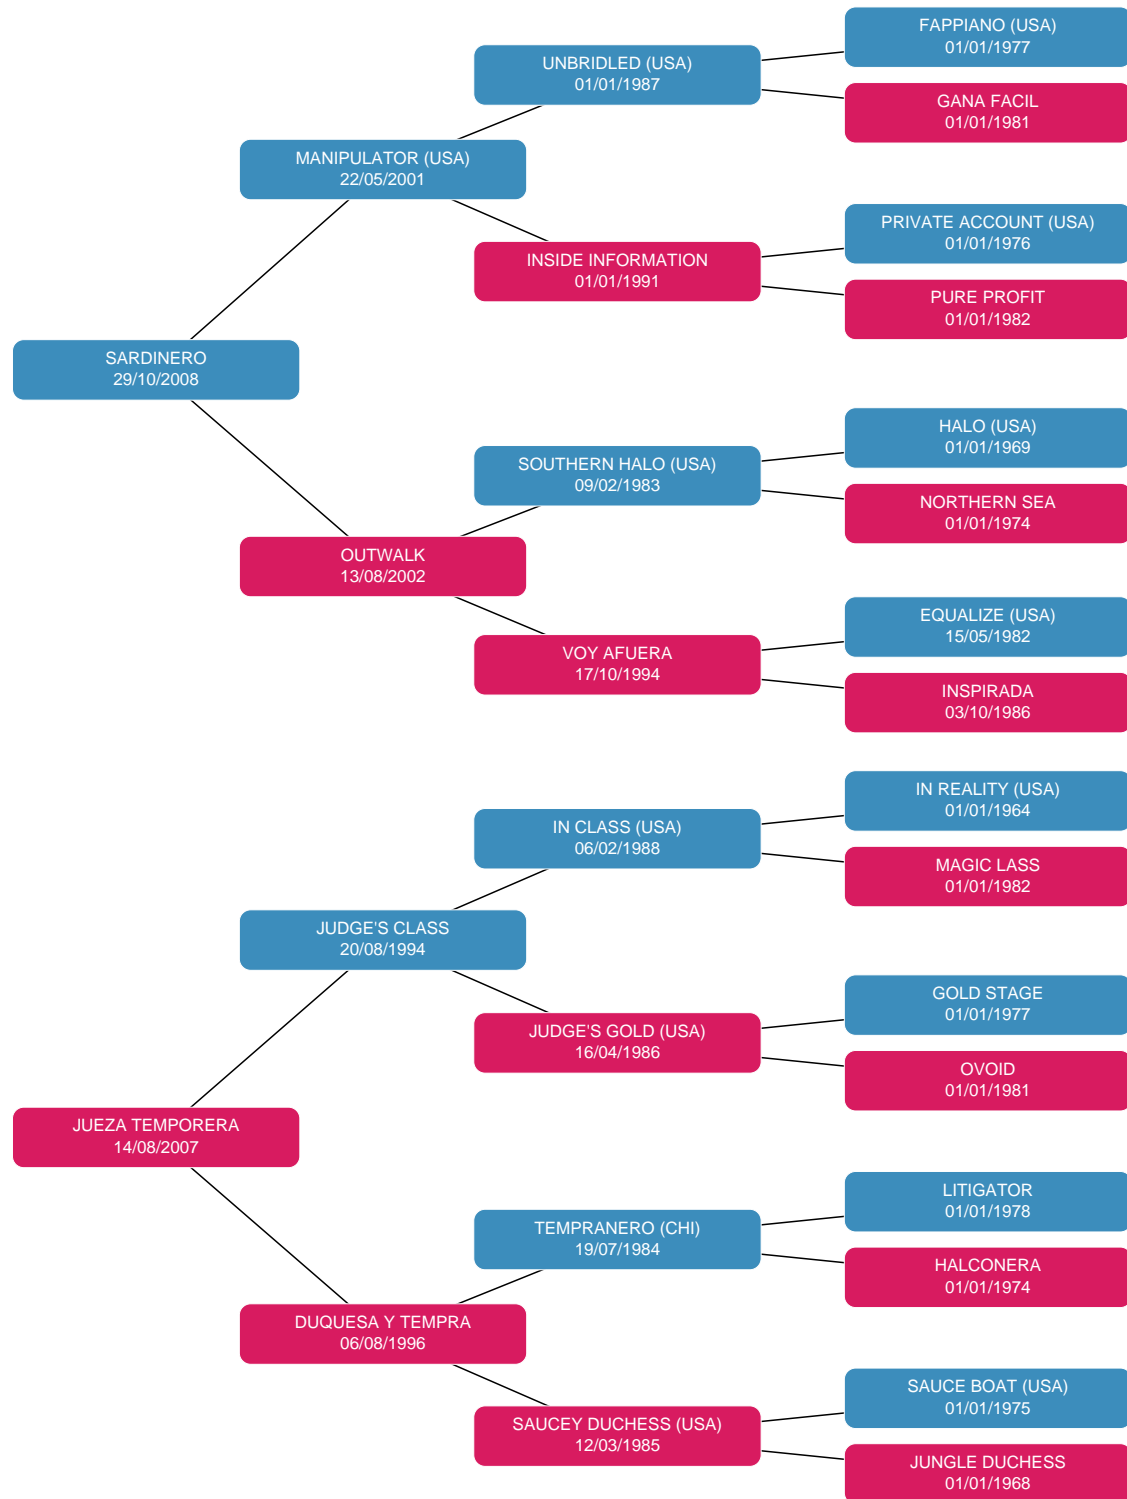 FAPPIANO (USA)
01/01/1977
UNBRIDLED (USA)
01/01/1987
GANA FACIL
01/01/1981
MANIPULATOR (USA)
22/05/2001
PRIVATE ACCOUNT (USA)
01/01/1976
INSIDE INFORMATION
01/01/1991
PURE PROFIT
01/01/1982
SARDINERO
29/10/2008
HALO (USA)
01/01/1969
SOUTHERN HALO (USA)
09/02/1983
NORTHERN SEA
01/01/1974
OUTWALK
13/08/2002
EQUALIZE (USA)
15/05/1982
VOY AFUERA
17/10/1994
INSPIRADA
03/10/1986
IN REALITY (USA)
01/01/1964
IN CLASS (USA)
06/02/1988
MAGIC LASS
01/01/1982
JUDGE'S CLASS
20/08/1994
GOLD STAGE
01/01/1977
JUDGE'S GOLD (USA)
16/04/1986
OVOID
01/01/1981
JUEZA TEMPORERA
14/08/2007
LITIGATOR
01/01/1978
TEMPRANERO (CHI)
19/07/1984
HALCONERA
01/01/1974
DUQUESA Y TEMPRA
06/08/1996
SAUCE BOAT (USA)
01/01/1975
SAUCEY DUCHESS (USA)
12/03/1985
JUNGLE DUCHESS
01/01/1968